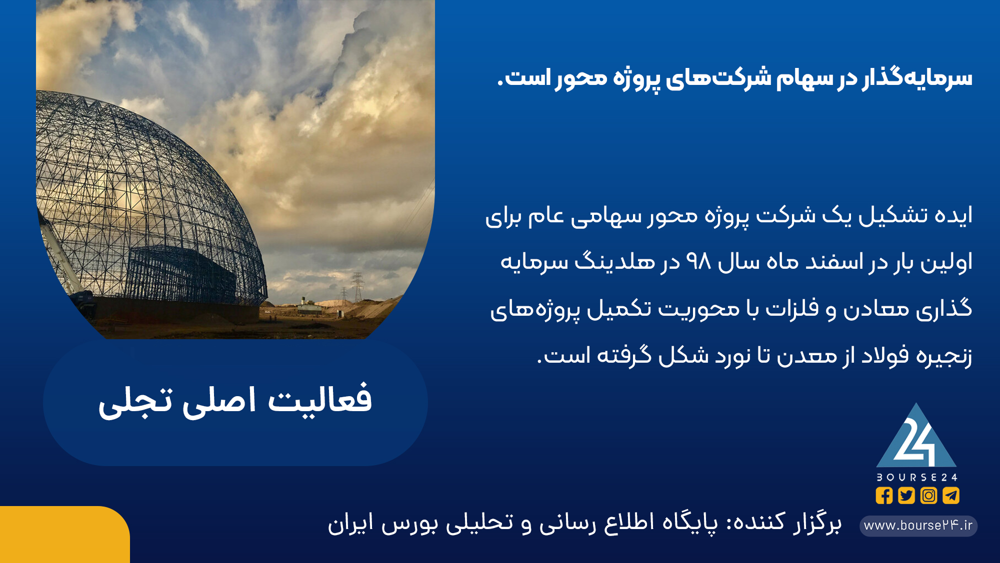 سرمایه‌گذار در سهام شرکت‌های پروژه محور است.
ایده تشکیل یک شرکت پروژه محور سهامی عام برای
اولین بار در اسفند ماه سال ۹۸ در هلدینگ سرمایه
گذاری معادن و فلزات با محوریت تکمیل پروژه‌های
زنجیره فولاد از معدن تا نورد شکل گرفته است.
فعالیت اصلی تجلی
24
BOURSE24
www.bourse۲۴.ir
برگزار کننده: پایگاه اطلاع رسانی و تحلیلی بورس ایران